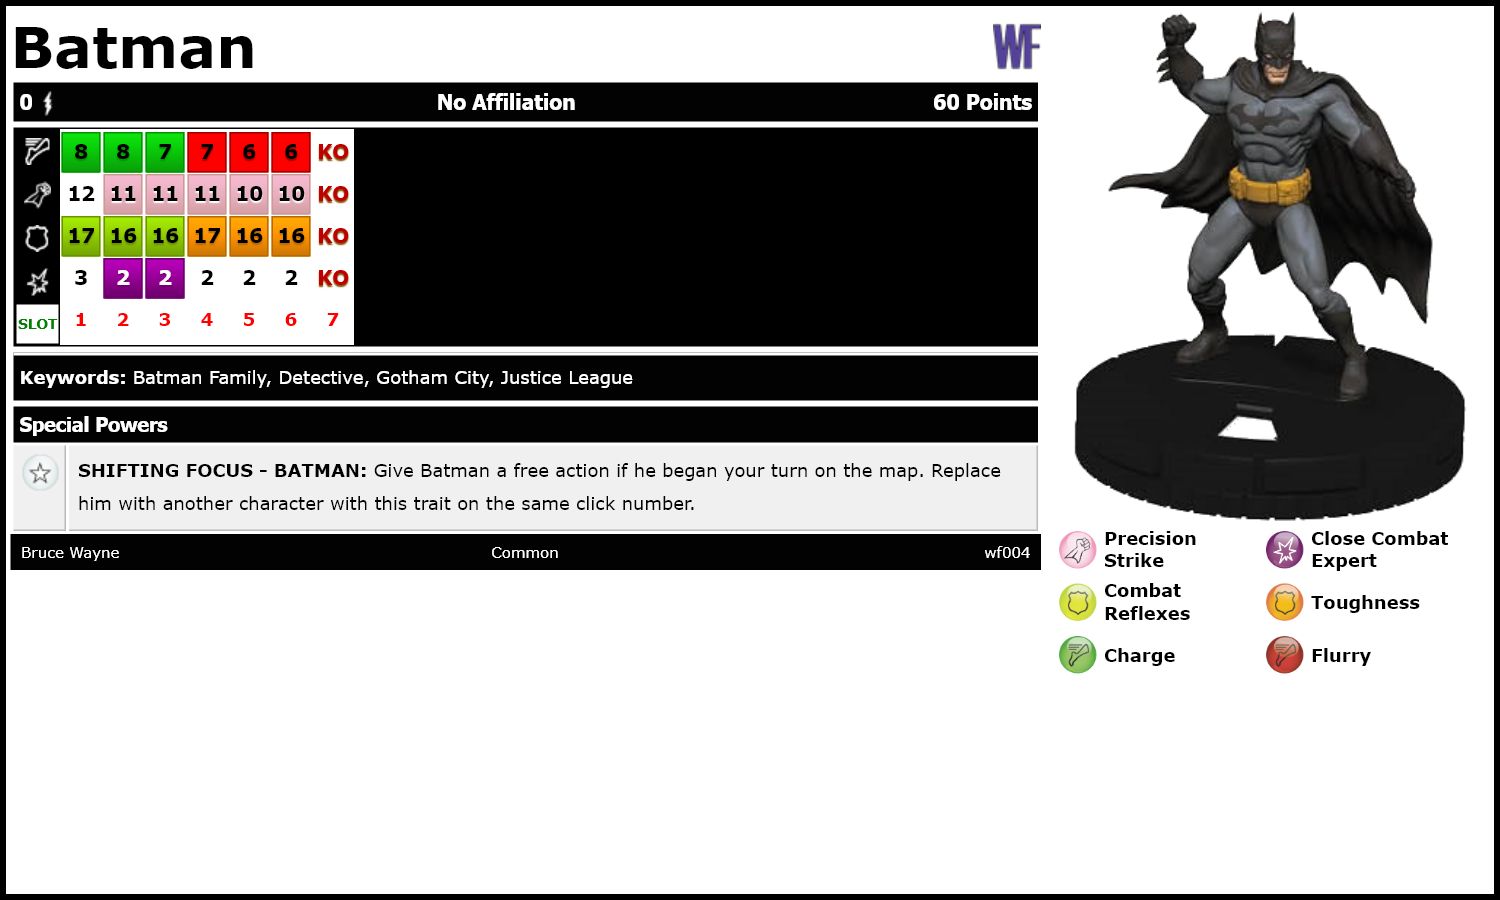 Batman
WF
0 No Affiliation 60 Points
8 8 7 7 6 6 KO
12 11 11 11 10 10 KO
17 16 16 17 16 16 KO
3 2 2 2 2 2 KO
SLOT 1 2 3 4 5 6 7
Keywords: Batman Family, Detective, Gotham City, Justice League
Special Powers
SHIFTING FOCUS - BATMAN: Give Batman a free action if he began your turn on the map. Replace
him with another character with this trait on the same click number.
Bruce Wayne Common wf004
Precision
Strike
Close Combat
Expert
Combat
Reflexes
Toughness
Charge
Flurry